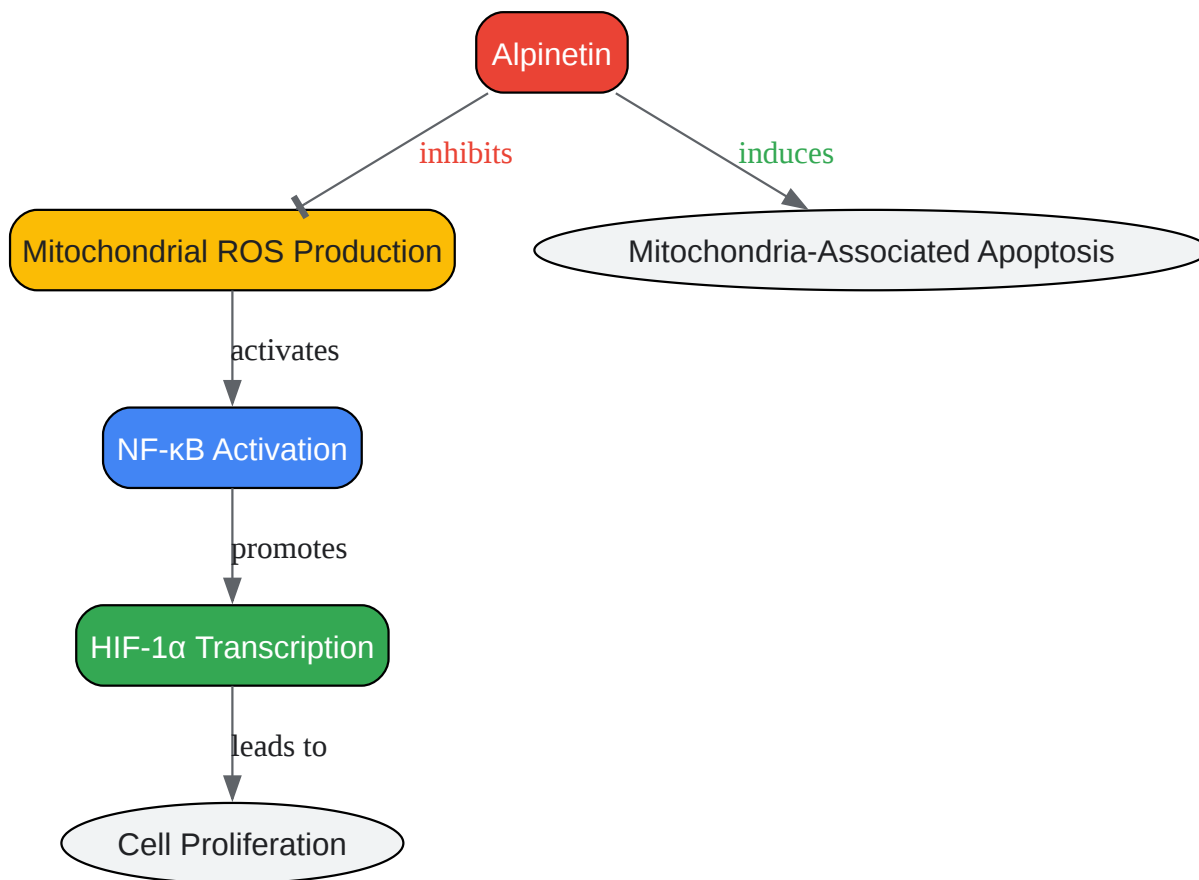 Alpinetin
inhibits
induces
Mitochondrial ROS Production
Mitochondria-Associated Apoptosis
activates
NF-κB Activation
promotes
HIF-1α Transcription
leads to
Cell Proliferation